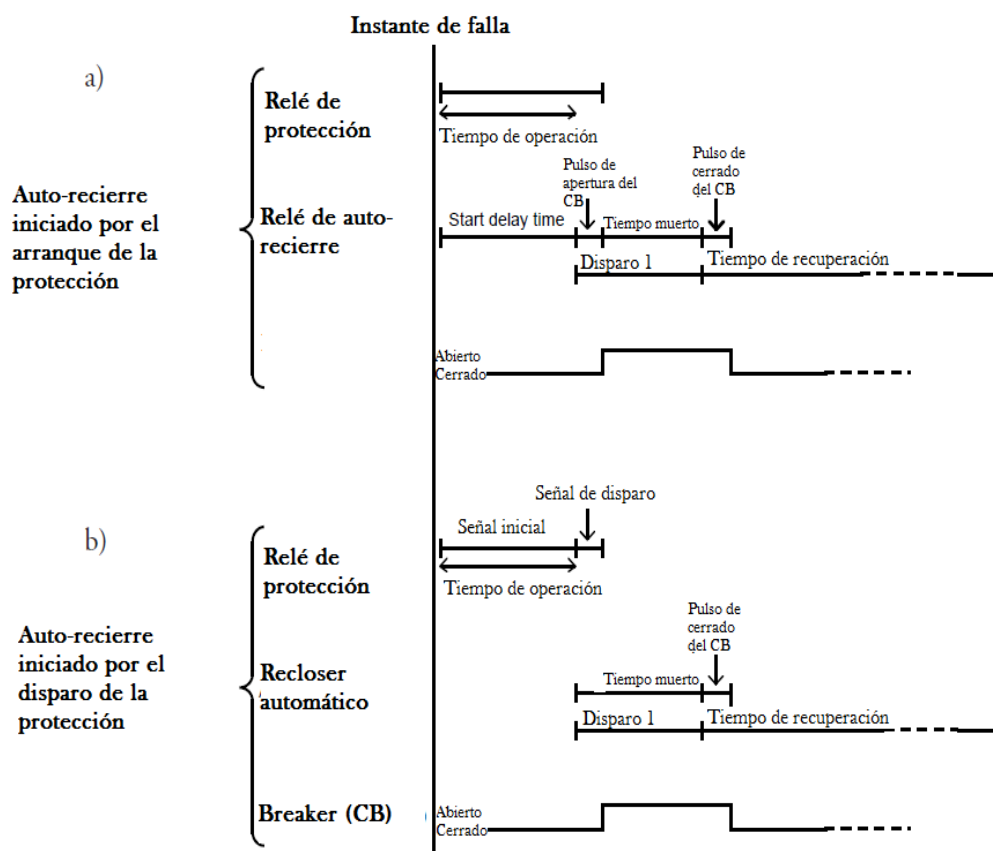 Instante de falla
a)
Auto-recierre
iniciado por el
arranque de la
protección
Relé de
protección
Tiempo de operación
Relé de auto-
recierre
Start delay time
Pulso de
apertura del
CB
Tiempo muerto
Pulso de
cerrado
del CB
Disparo 1
Tiempo de recuperación
Abierto
Cerrado
b)
Auto-recierre
iniciado por el
disparo de la
protección
Relé de
protección
Señal inicial
Señal de disparo
Tiempo de operación
Recloser
automático
Tiempo muerto
Pulso de
cerrado
del CB
Disparo 1
Tiempo de recuperación
Breaker (CB)
Abierto
Cerrado